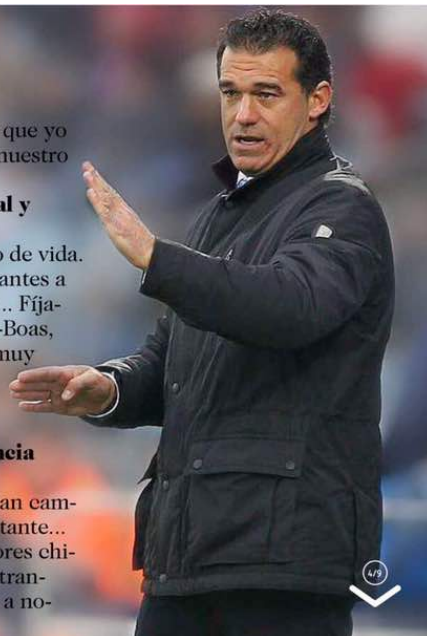 que yo
nuestro
al y
o de vida.
antes a
... Fíja-
-Boas,
muy
ncia
an cam-
tante...
ores chi-
tran-
a no-
4/9